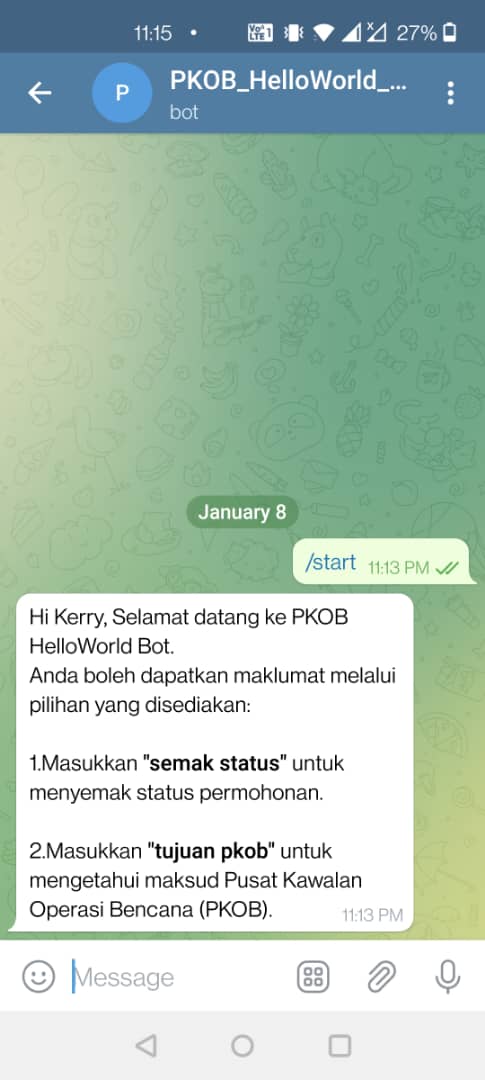 11:15
Vo 1
LTE
27%
P
PKOB_HelloWorld_...
bot
January 8
/start 11:13 PM
Hi Kerry, Selamat datang ke PKOB
HelloWorld Bot.
Anda boleh dapatkan maklumat melalui
pilihan yang disediakan:
1.Masukkan "semak status" untuk
menyemak status permohonan.
2.Masukkan "tujuan pkob" untuk
mengetahui maksud Pusat Kawalan
Operasi Bencana (PKOB).
11:13 PM
Message